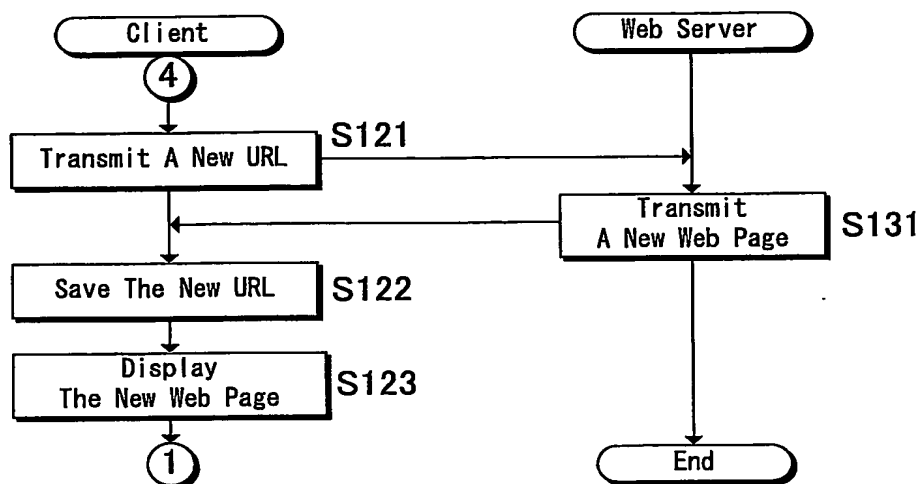 Client
Web Server
4
Transmit A New URL
S121
Transmit
A New Web Page
S131
Save The New URL
S122
Display
The New Web Page
S123
1
End